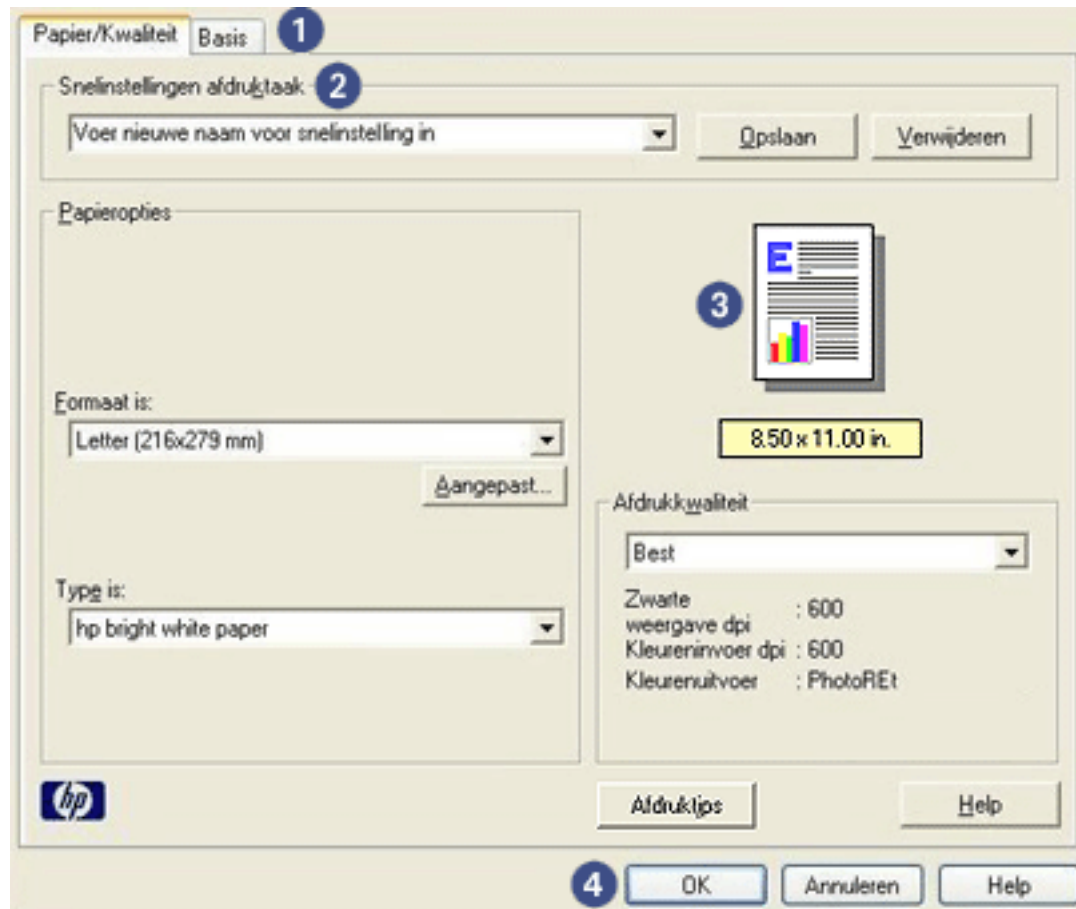 Papier/Kwaliteit Basis 1
Snelinstellingen afdruktaak 2
Voer nieuwe naam voor snelinstelling in
Opslaan
Verwijderen
Papieropties
E
3
Formaat is:
Letter (216x279 mm)
8.50 x 11.00 in.
Aangepast...
Afdrukkwaliteit
Best
Type is:
hp bright white paper
Zwarte
weergave dpi : 600
Kleureninvoer dpi : 600
Kleurenuitvoer : PhotoREt
hp
Afdruktips
Help
4
OK
Annuleren
Help